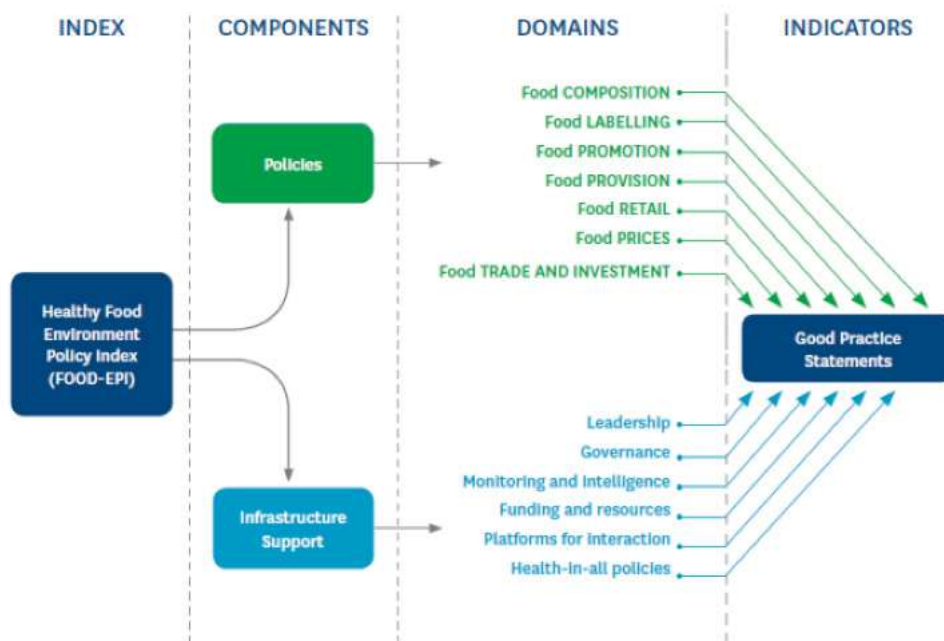 INDEX
COMPONENTS
DOMAINS
INDICATORS
Food COMPOSITION
Food LABELLING
Food PROMOTION
Food PROVISION
Food RETAIL
Food PRICES
Food TRADE AND INVESTMENT
Policies
Healthy Food
Environment
Policy Index
(FOOD-EPI)
Good Practice
Statements
Leadership
Governance
Monitoring and intelligence
Funding and resources
Platforms for interaction
Health-in-all policies
Infrastructure
Support